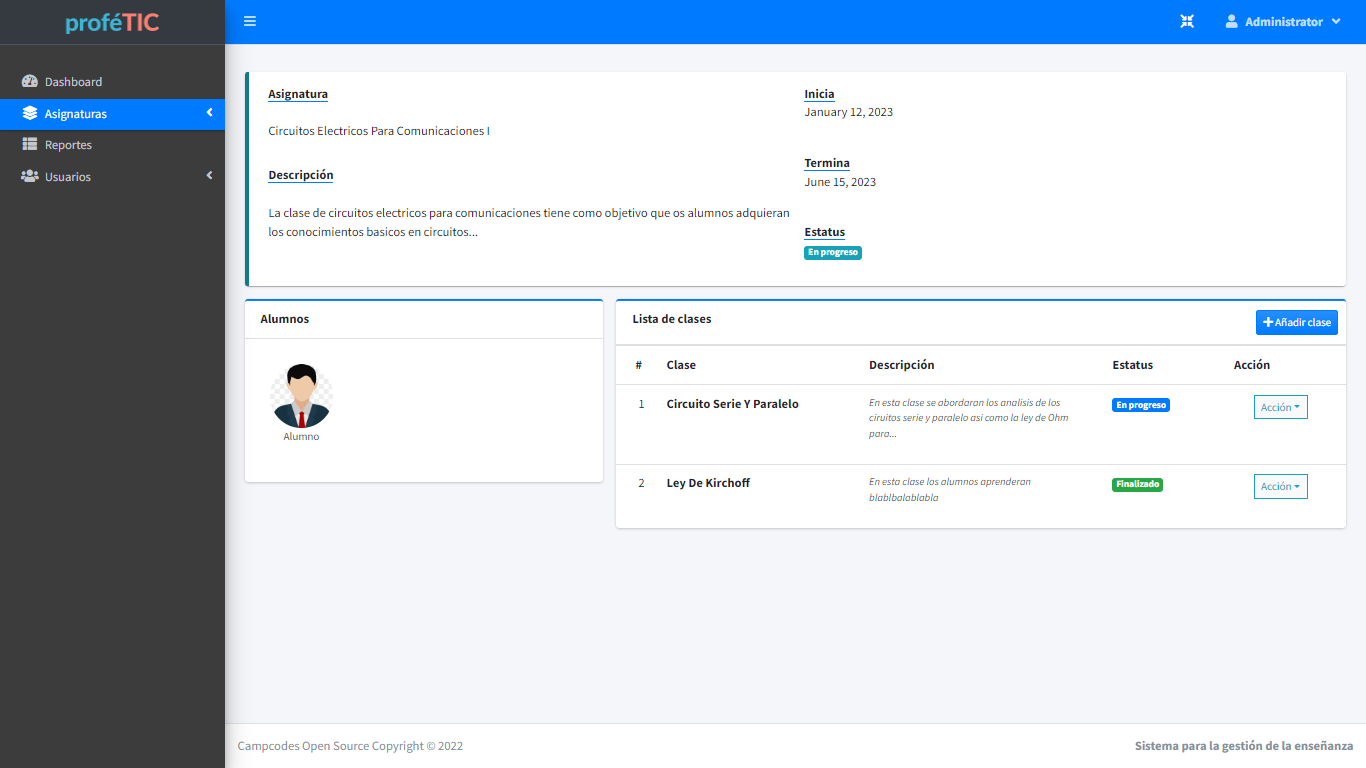 proféTIC
Administrator
Dashboard
Asignaturas
Reportes
Usuarios
Asignatura
Circuitos Electricos Para Comunicaciones I
Descripción
La clase de circuitos electricos para comunicaciones tiene como objetivo que os alumnos adquieran
los conocimientos basicos en circuitos...
Inicia
January 12, 2023
Termina
June 15, 2023
Estatus
En progreso
Alumnos
Alumno
Lista de clases
Añadir clase
# Clase Descripción Estatus Acción
1 Circuito Serie Y Paralelo En esta clase se abordaran los analisis de los En progreso Acción
ciruitos serie y paralelo asi como la ley de Ohm
para...
2 Ley De Kirchoff En esta clase los alumnos aprenderan Finalizado Acción
blablbalablabla
Campcodes Open Source Copyright © 2022
Sistema para la gestión de la enseñanza